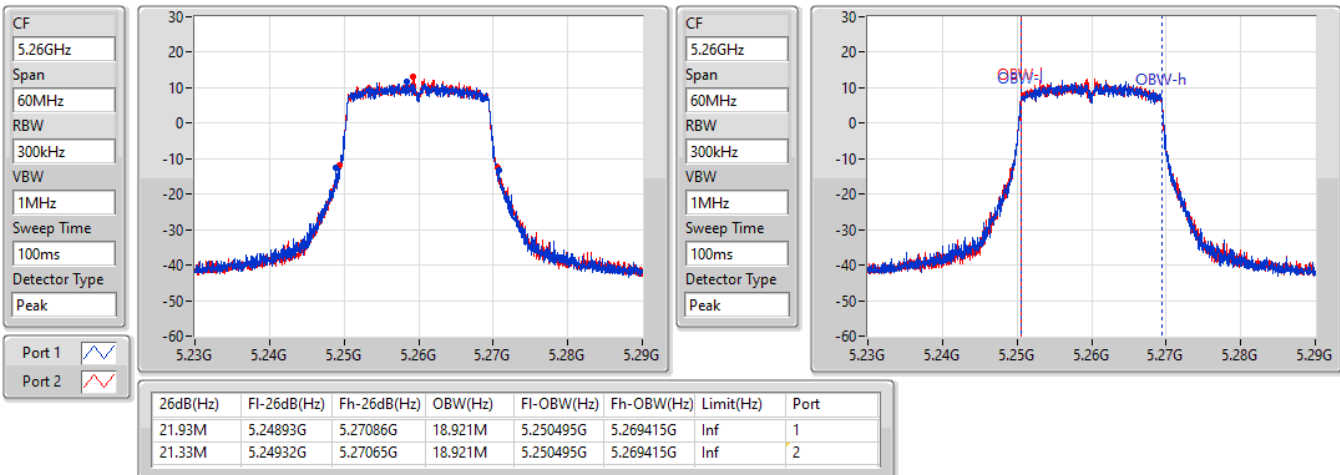 CF
5.26GHz
Span
60MHz
RBW
300kHz
VBW
1MHz
Sweep Time
100ms
Detector Type
Peak
Port 1
Port 2
30
20
10
0
-10
-20
-30
-40
-50
-60
5.23G 5.24G 5.25G 5.26G 5.27G 5.28G 5.29G
CF
5.26GHz
Span
60MHz
RBW
300kHz
VBW
1MHz
Sweep Time
100ms
Detector Type
Peak
30
20
10
0
-10
-20
-30
-40
-50
-60
OBW-l
OBW-l
OBW-h
5.23G 5.24G 5.25G 5.26G 5.27G 5.28G 5.29G
26dB(Hz) Fl-26dB(Hz) Fh-26dB(Hz) OBW(Hz) Fl-OBW(Hz) Fh-OBW(Hz) Limit(Hz) Port
21.93M 5.24893G 5.27086G 18.921M 5.250495G 5.269415G Inf 1
21.33M 5.24932G 5.27065G 18.921M 5.250495G 5.269415G Inf 2